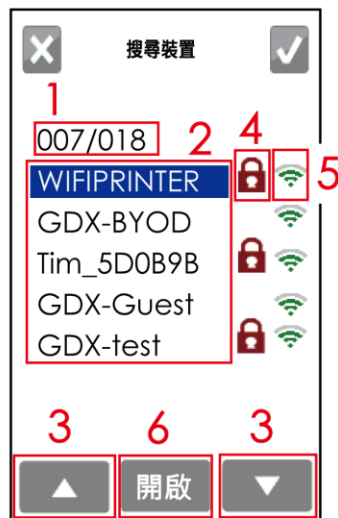 搜尋裝置
1
007/018 2 4
WIFIPRINTER 5
GDX-BYOD
Tim_5D0B9B
GDX-Guest
GDX-test
3 6 3
開啟